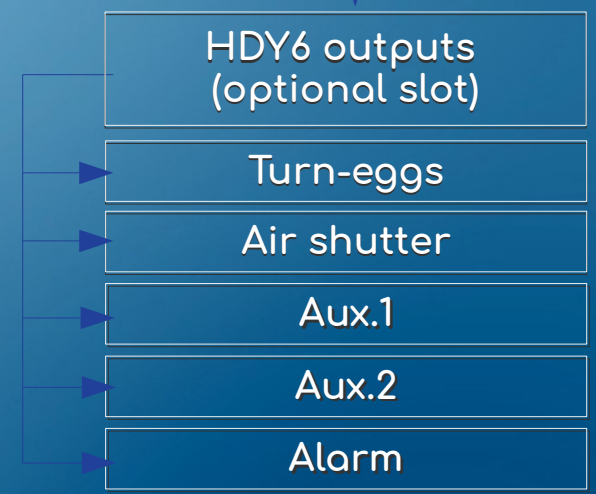 HDY6 outputs
(optional slot)
Turn-eggs
Air shutter
Aux.1
Aux.2
Alarm